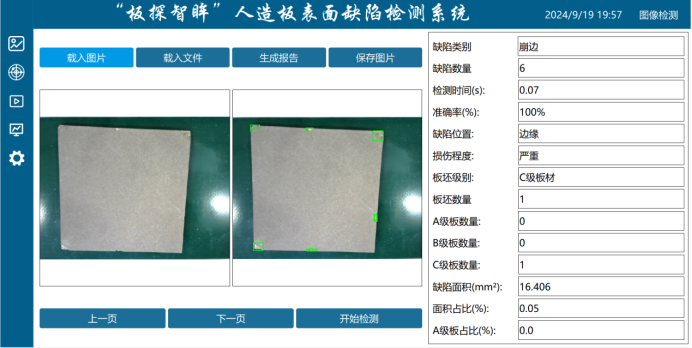 “板探智眸”人造板表面缺陷检测系统 2024/9/19 19:57 图像检测
载入图片 载入文件 生成报告 保存图片
上一页 下一页 开始检测
缺陷类别 崩边
缺陷数量 6
检测时间(s): 0.07
准确率(%): 100%
缺陷位置: 边缘
损伤程度: 严重
板坯级别: C级板材
板坯数量 1
A级板数量: 0
B级板数量: 0
C级板数量: 1
缺陷面积(mm²): 16.406
面积占比(%): 0.05
A级板占比(%): 0.0